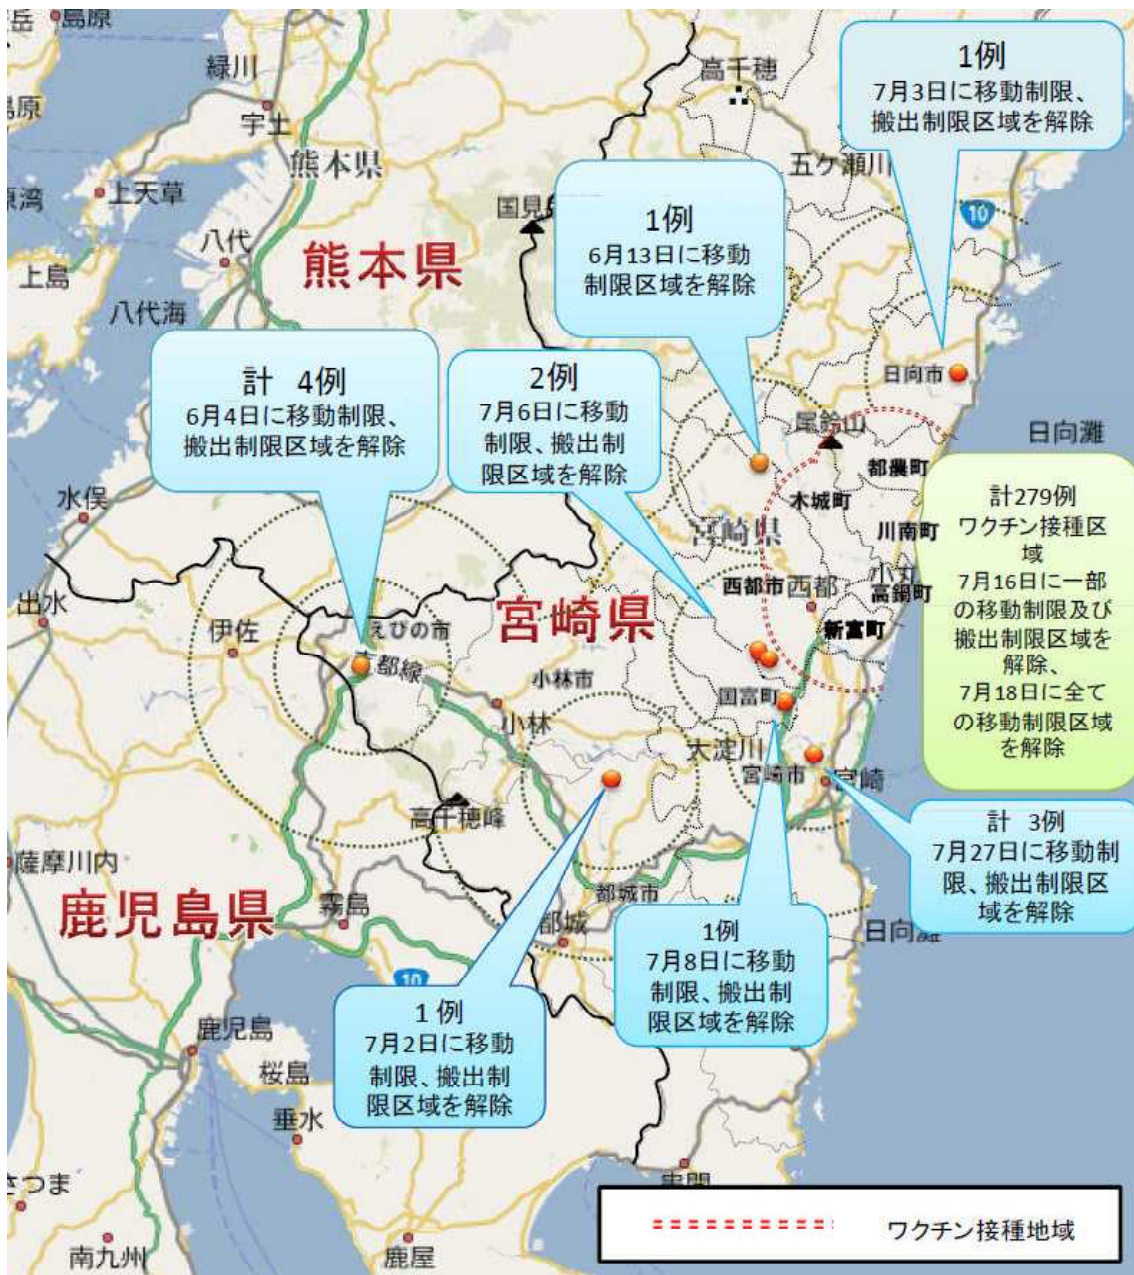 島原
岳
緑川
高千穂
1例
7月3日に移動制限、
搬出制限区域を解除
島原
宇土
熊本県
五ケ瀬川
原湾
上天草
国見
1例
6月13日に移動
制限区域を解除
10
八代
熊本県
上島
八代海
計 4例
6月4日に移動制限、
搬出制限区域を解除
2例
7月6日に移動
制限、搬出制
限区域を解除
日向市
尾鈴山
日向灘
都農町
水俣
木城町
宮崎県
川南町
計279例
ワクチン接種区
域
7月16日に一部
の移動制限及び
搬出制限区域を
解除、
7月18日に全て
の移動制限区域
を解除
西都市
西都
小丸
高鍋町
出水
伊佐
えびの市
宮崎県
新富町
都線
小林市
国富町
小林
大淀川
宮崎市
宮崎
高千穂峰
計 3例
7月27日に移動制
限、搬出制限区
域を解除
薩摩川内
鹿児島県
霧島
都城市
都城
日向灘
1例
7月8日に移動
制限、搬出制
限区域を解除
10
1例
7月2日に移動
制限、搬出制
限区域を解除
鹿児島
桜島
垂水
さつま
串間
ワクチン接種地域
南九州
鹿屋